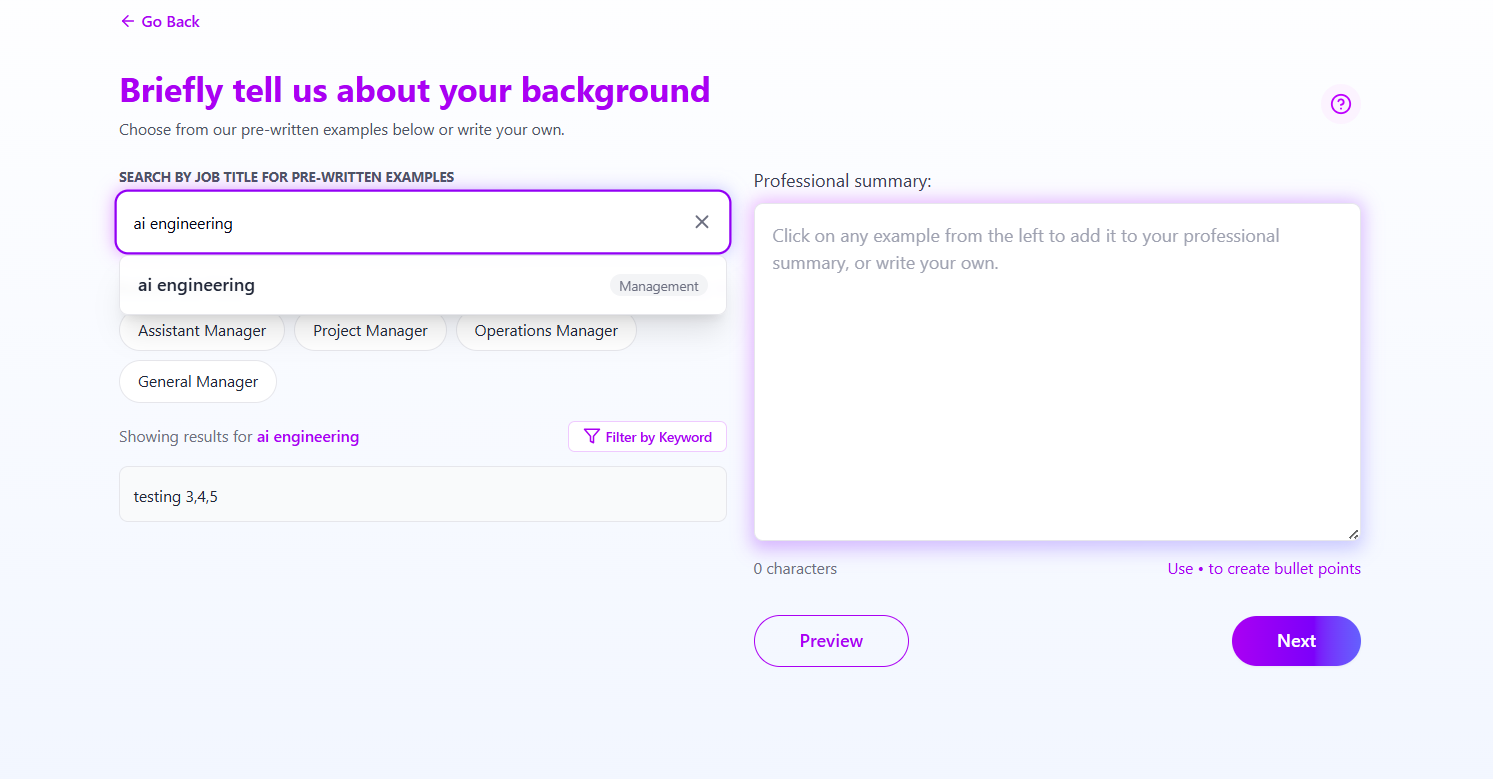 Go Back
Briefly tell us about your background
Choose from our pre-written examples below or write your own.
SEARCH BY JOB TITLE FOR PRE-WRITTEN EXAMPLES
ai engineering
ai engineering Management
Assistant Manager Project Manager Operations Manager
General Manager
Showing results for ai engineering Filter by Keyword
testing 3,4,5
Professional summary:
Click on any example from the left to add it to your professional
summary, or write your own.
0 characters Use • to create bullet points
Preview Next